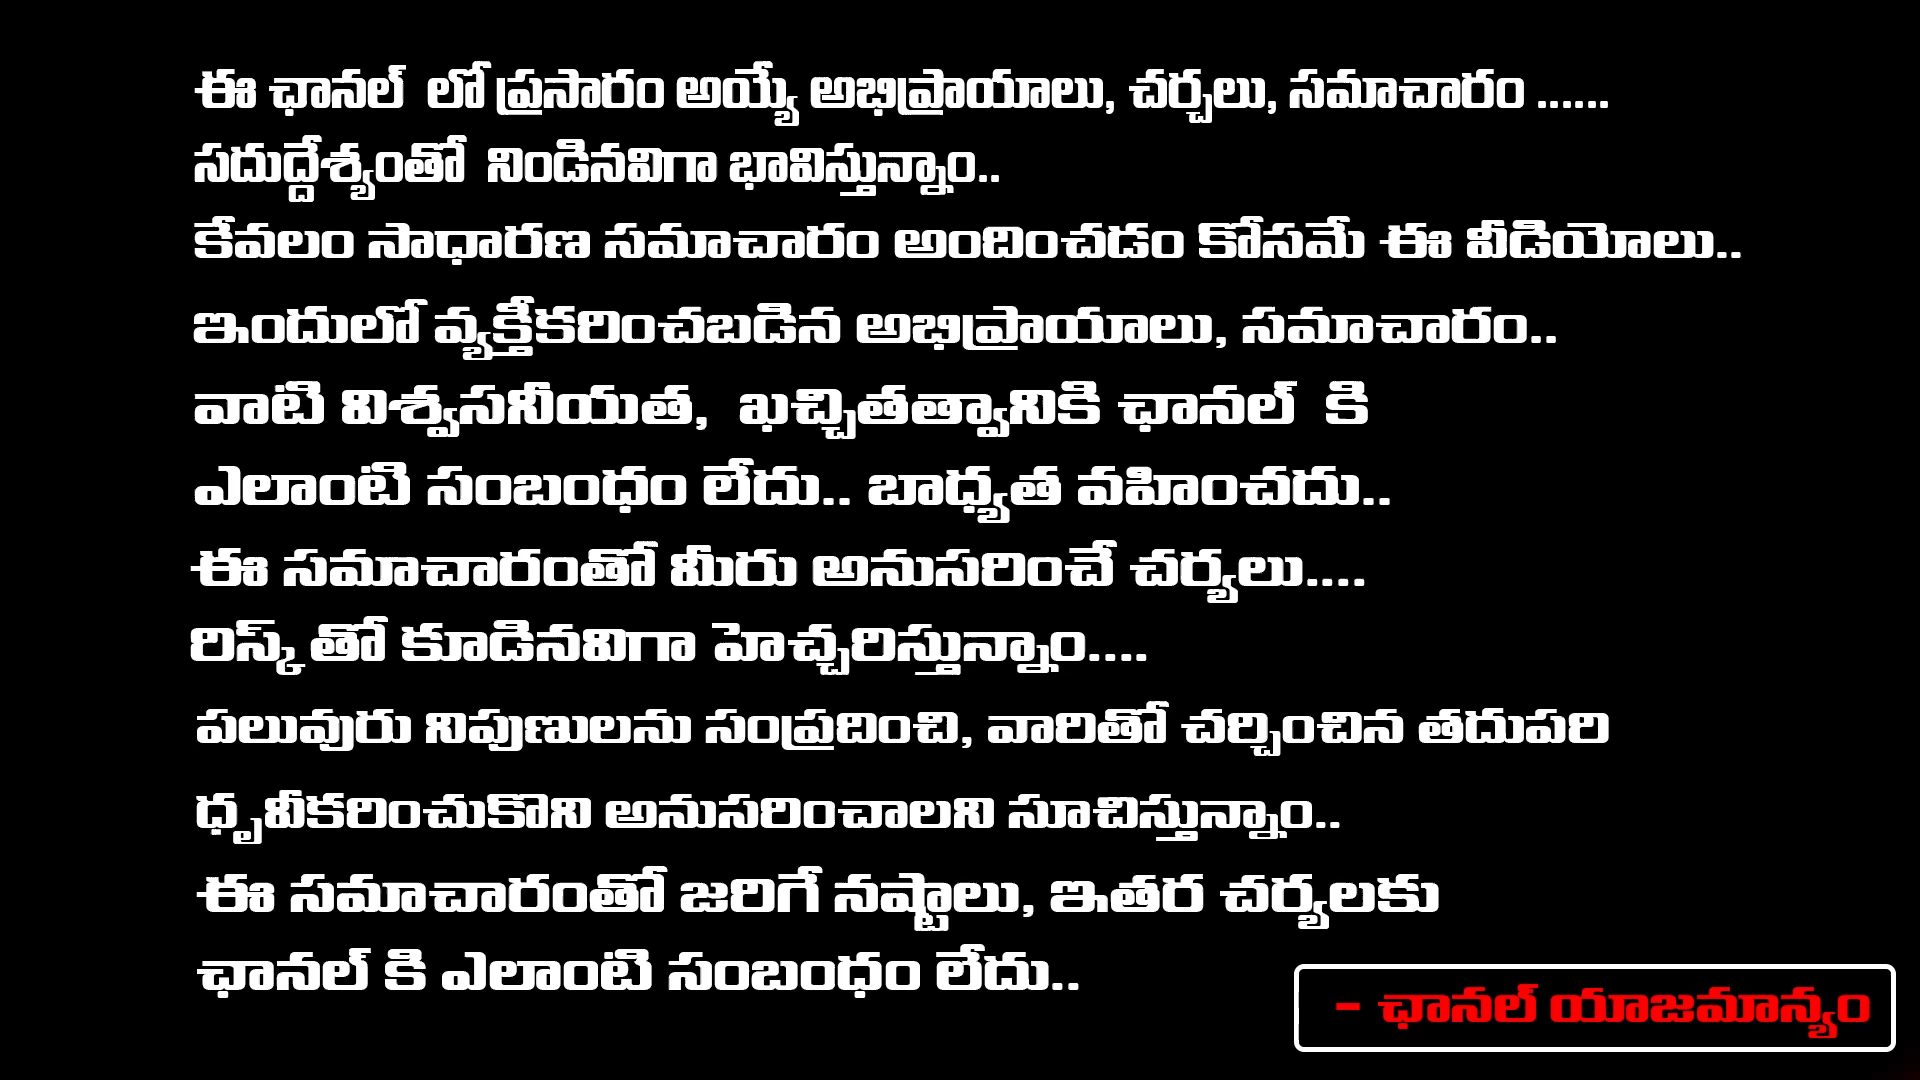 ఈ ఛానల్ లో ప్రసారం అయ్యే అభిప్రాయాలు, చర్చలు, సమాచారం ......
సదుద్దేశ్యంతో నిండినవిగా భావిస్తున్నాం..
కేవలం సాధారణ సమాచారం అందించడం కోసమే ఈ వీడియోలు..
ఇందులో వ్యక్తీకరించబడిన అభిప్రాయాలు, సమాచారం..
వాటి విశ్వసనీయత, ఖచ్చితత్వానికి ఛానల్ కి
ఎలాంటి సంబంధం లేదు.. బాధ్యత వహించదు..
ఈ సమాచారంతో మీరు అనుసరించే చర్యలు....
రిస్క్ తో కూడినవిగా హెచ్చరిస్తున్నాం....
పలువురు నిపుణులను సంప్రదించి, వారితో చర్చించిన తదుపరి
ధృవీకరించుకొని అనుసరించాలని సూచిస్తున్నాం..
ఈ సమాచారంతో జరిగే నష్టాలు, ఇతర చర్యలకు
ఛానల్ కి ఎలాంటి సంబంధం లేదు..
- ఛానల్ యాజమాన్యం